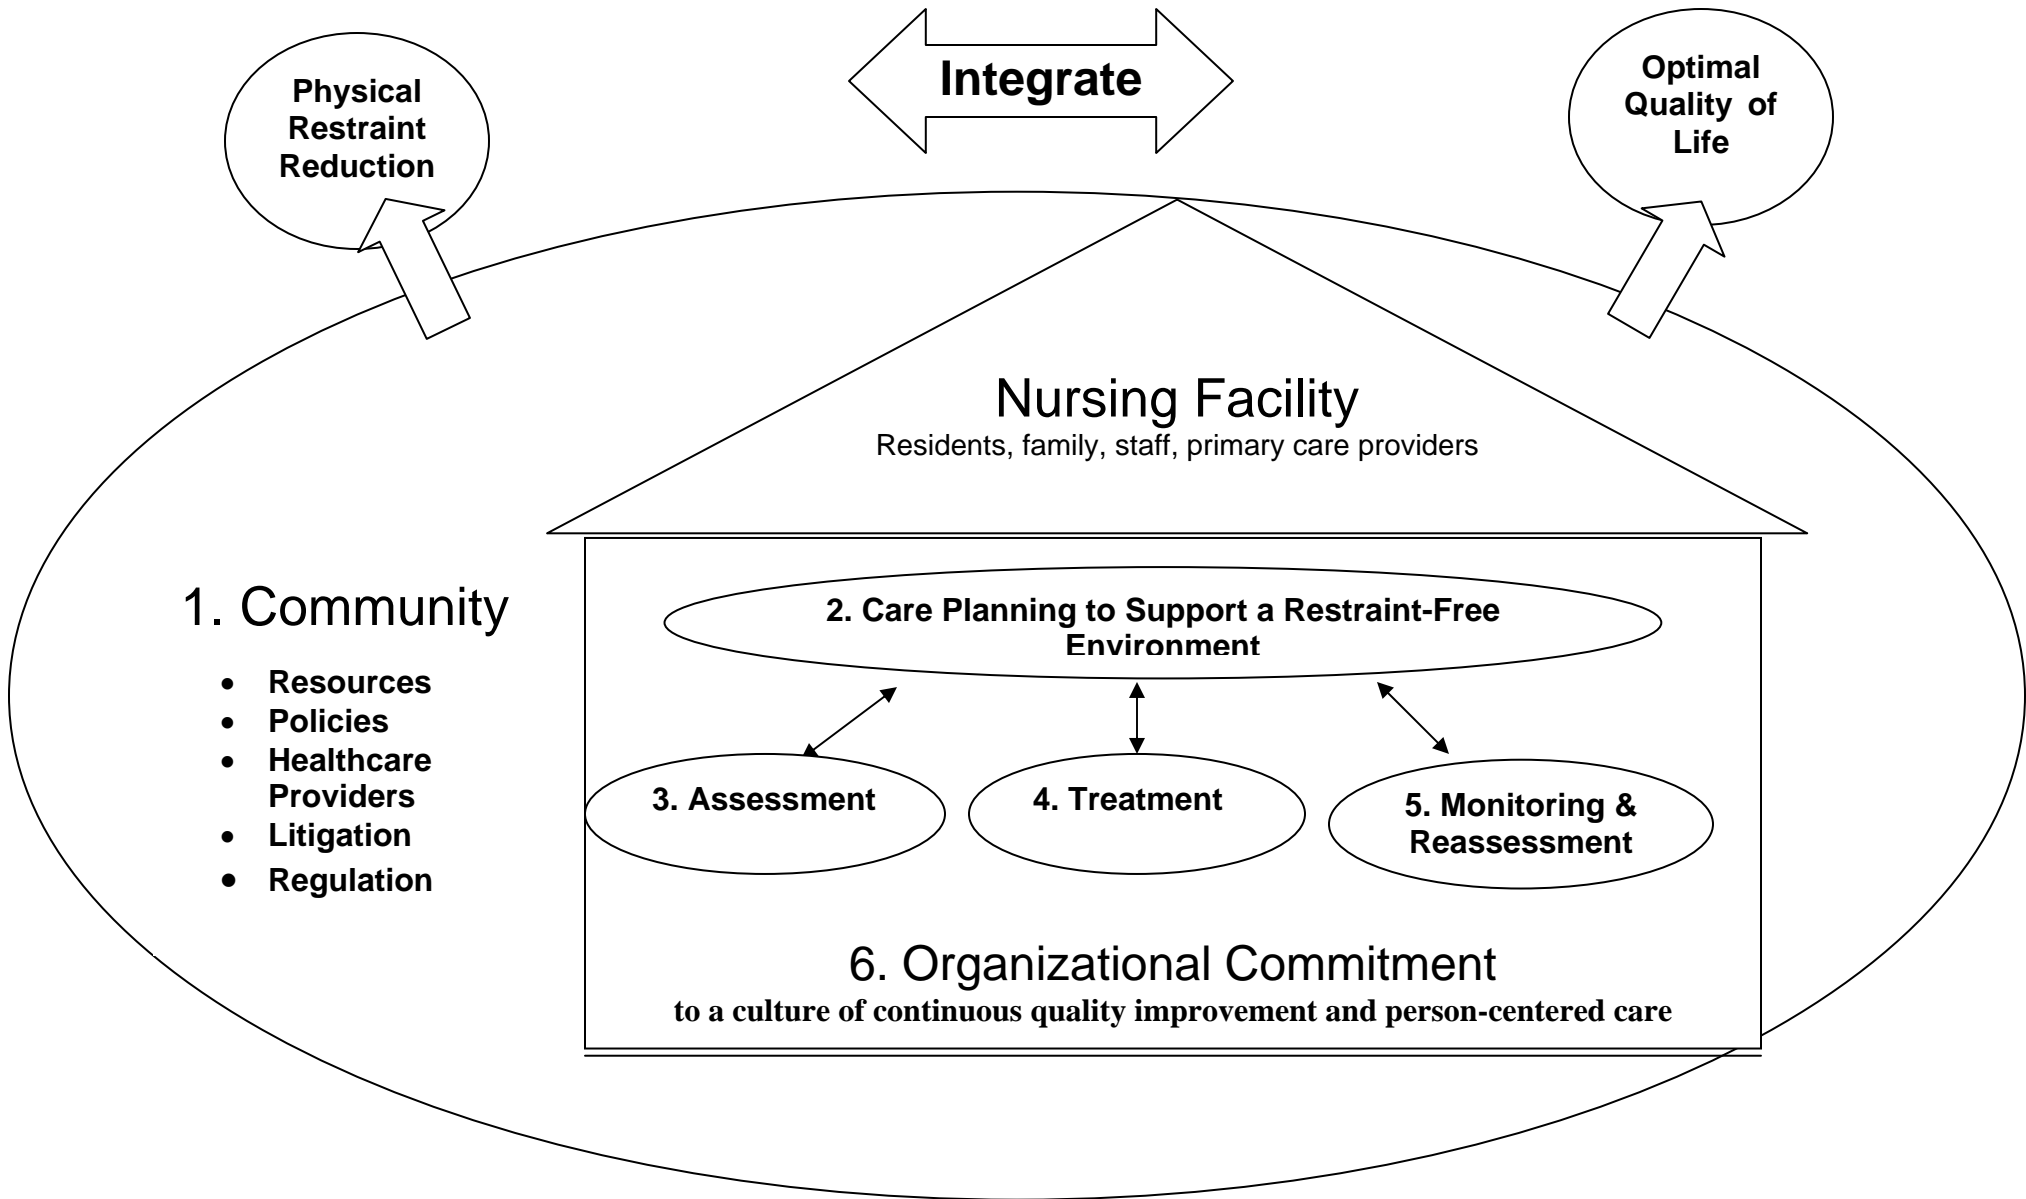 Physical
Restraint
Reduction
Integrate
Optimal
Quality of
Life
Nursing Facility
Residents, family, staff, primary care providers
1. Community
• Resources
• Policies
• Healthcare
Providers
• Litigation
• Regulation
2. Care Planning to Support a Restraint-Free
Environment
3. Assessment
4. Treatment
5. Monitoring &
Reassessment
6. Organizational Commitment
to a culture of continuous quality improvement and person-centered care